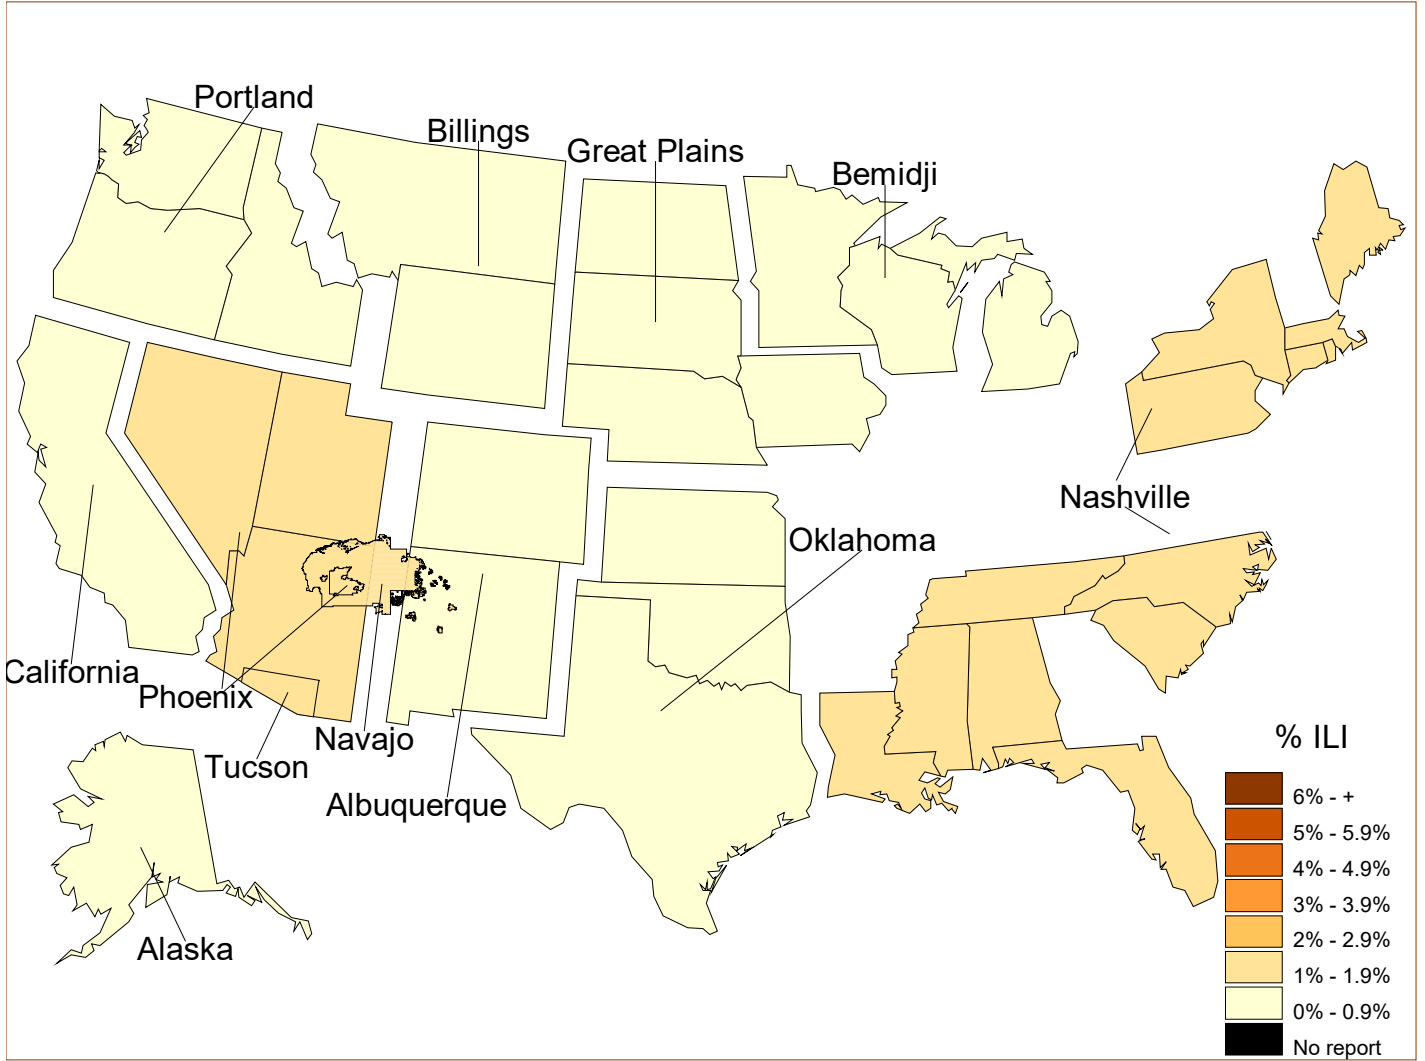 Portland
Billings
Great Plains
Bemidji
Nashville
Oklahoma
California
Phoenix
Navajo
Tucson
Albuquerque
Alaska
% ILI
6% - +
5% - 5.9%
4% - 4.9%
3% - 3.9%
2% - 2.9%
1% - 1.9%
0% - 0.9%
No report